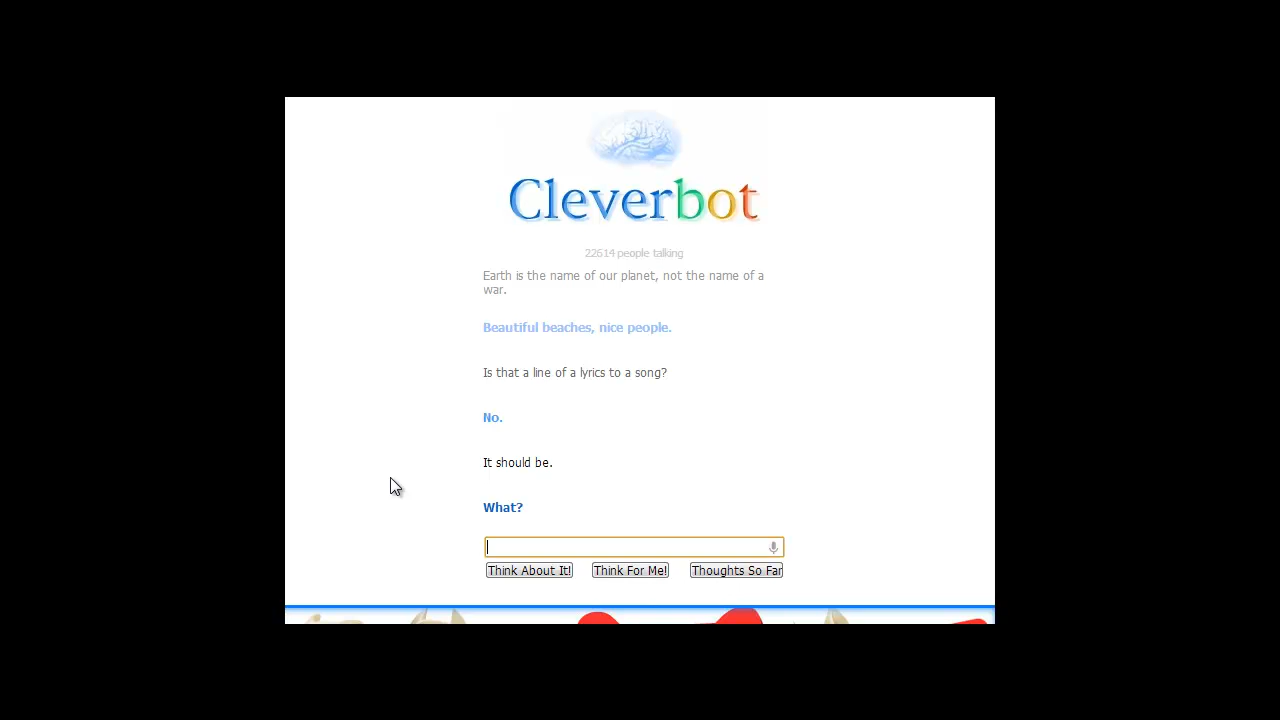 Cleverbot
22614 people talking
Earth is the name of our planet, not the name of a
war.
Beautiful beaches, nice people.
Is that a line of a lyrics to a song?
No.
It should be.
What?
Think About It! Think For Me! Thoughts So Far